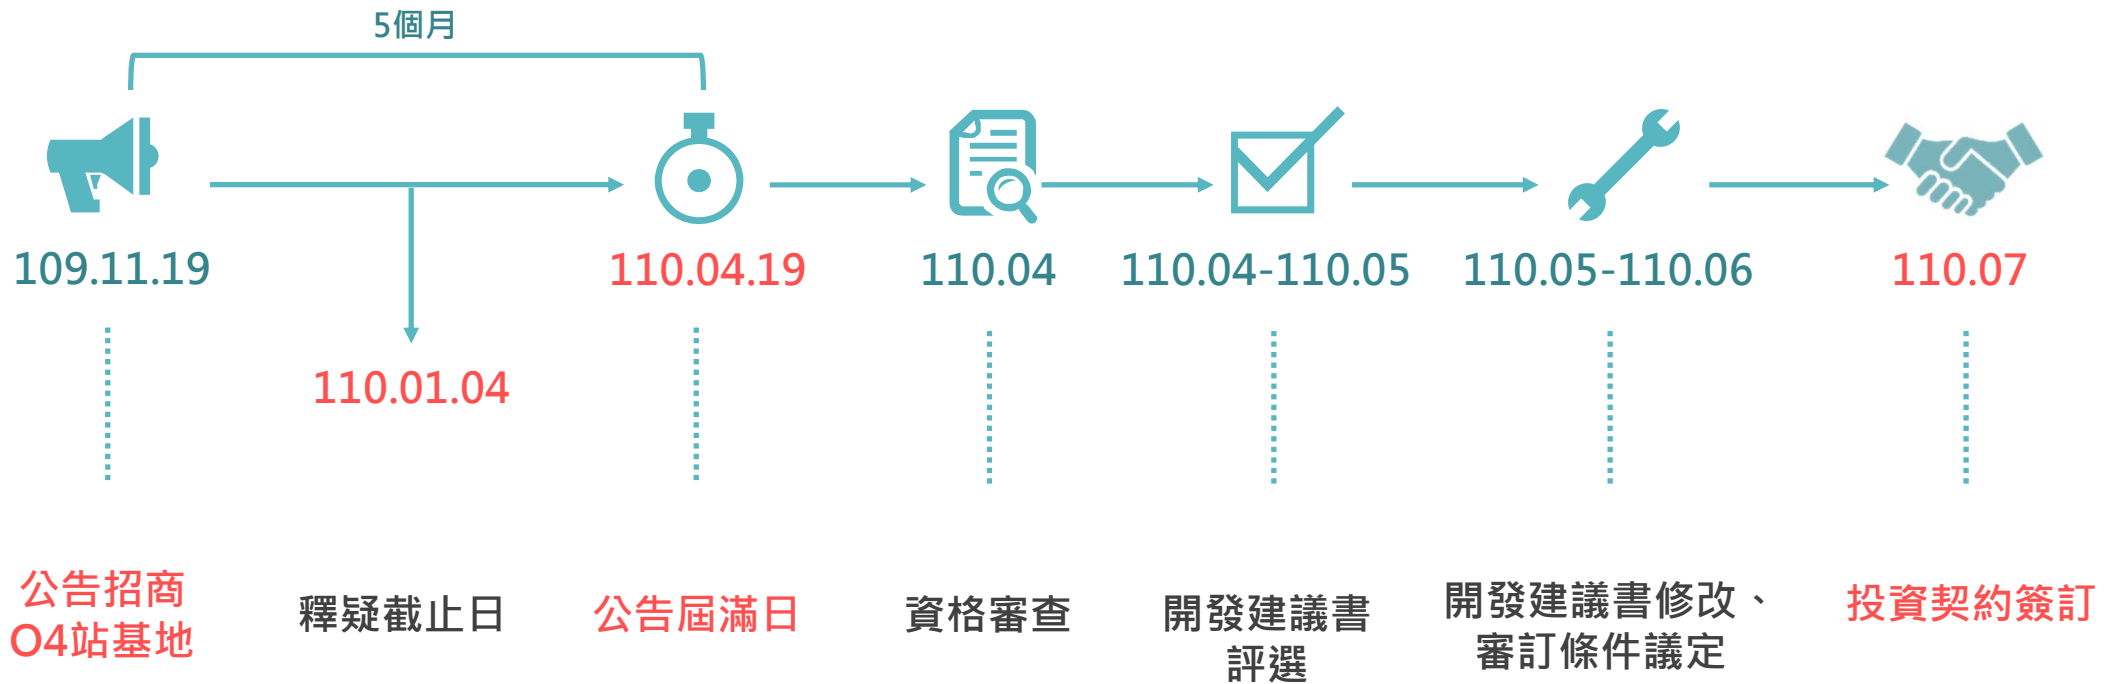 5個月
109.11.19
110.04.19
110.04
110.04-110.05
110.05-110.06
110.07
110.01.04
公告招商
O4站基地
釋疑截止日
公告屆滿日
資格審查
開發建議書
評選
開發建議書修改、
審訂條件議定
投資契約簽訂